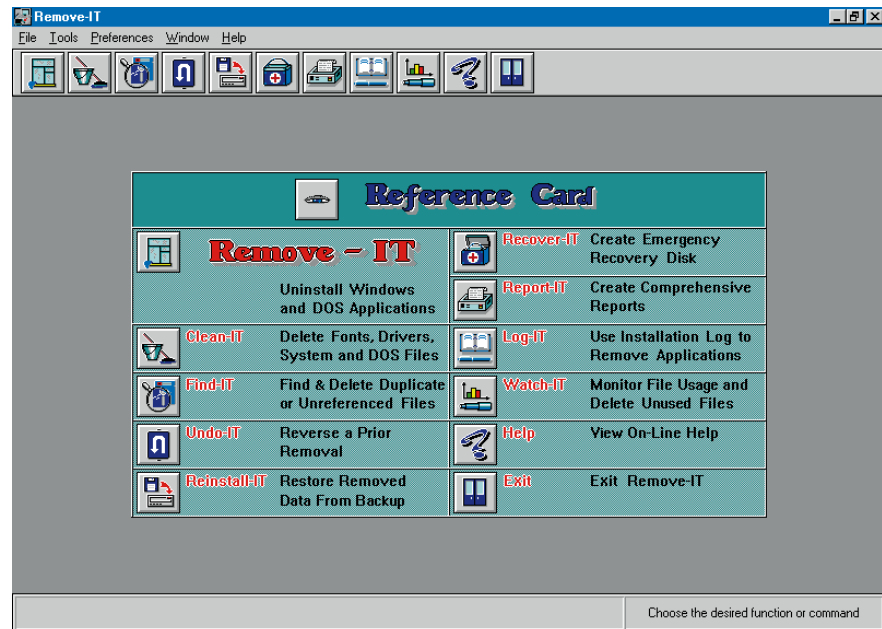 Remove-IT
File Tools Preferences Window Help
Reference Card
Remove - IT
Uninstall Windows
and DOS Applications
Clean-IT
Delete Fonts, Drivers,
System and DOS Files
Find-IT
Find & Delete Duplicate
or Unreferenced Files
Undo-IT
Reverse a Prior
Removal
Reinstall-IT
Restore Removed
Data From Backup
Recover-IT
Create Emergency
Recovery Disk
Report-IT
Create Comprehensive
Reports
Log-IT
Use Installation Log to
Remove Applications
Watch-IT
Monitor File Usage and
Delete Unused Files
Help
View On-Line Help
Exit
Exit Remove-IT
Choose the desired function or command